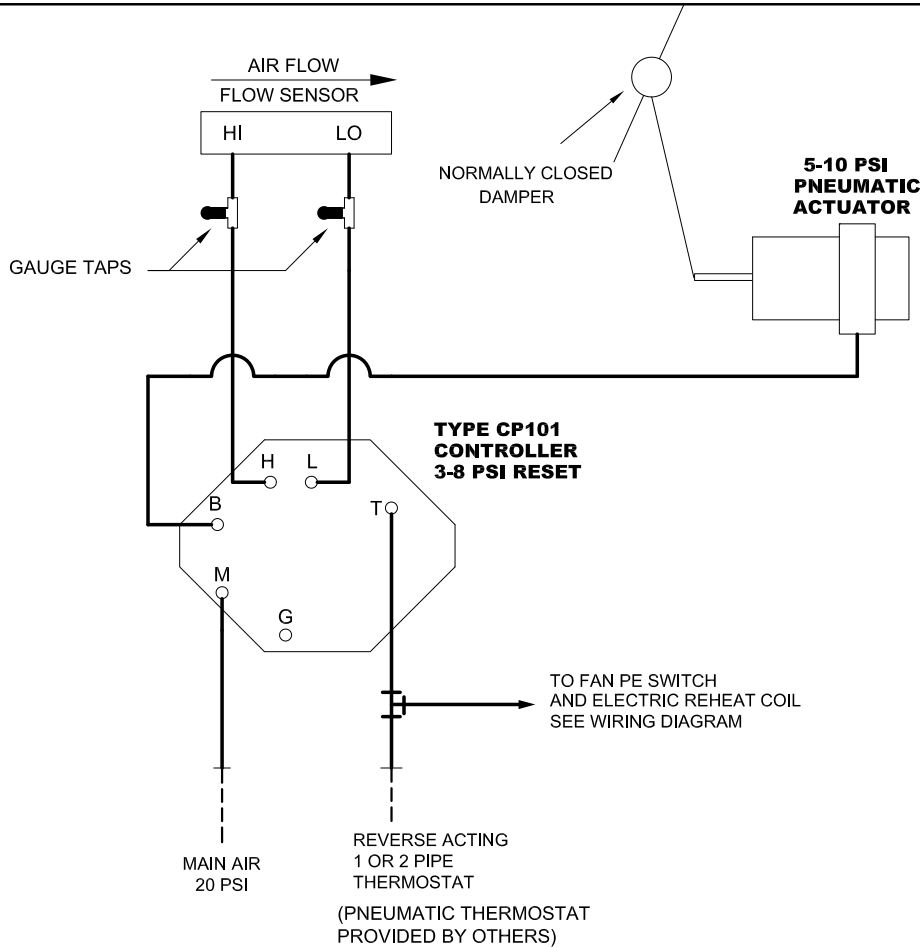 AIR FLOW
FLOW SENSOR
HI LO
NORMALLY CLOSED
DAMPER
5-10 PSI
PNEUMATIC
ACTUATOR
GAUGE TAPS
TYPE CP101
CONTROLLER
3-8 PSI RESET
H L
B
T
M
G
TO FAN PE SWITCH
AND ELECTRIC REHEAT COIL
SEE WIRING DIAGRAM
MAIN AIR
20 PSI
REVERSE ACTING
1 OR 2 PIPE
THERMOSTAT
(PNEUMATIC THERMOSTAT
PROVIDED BY OTHERS)